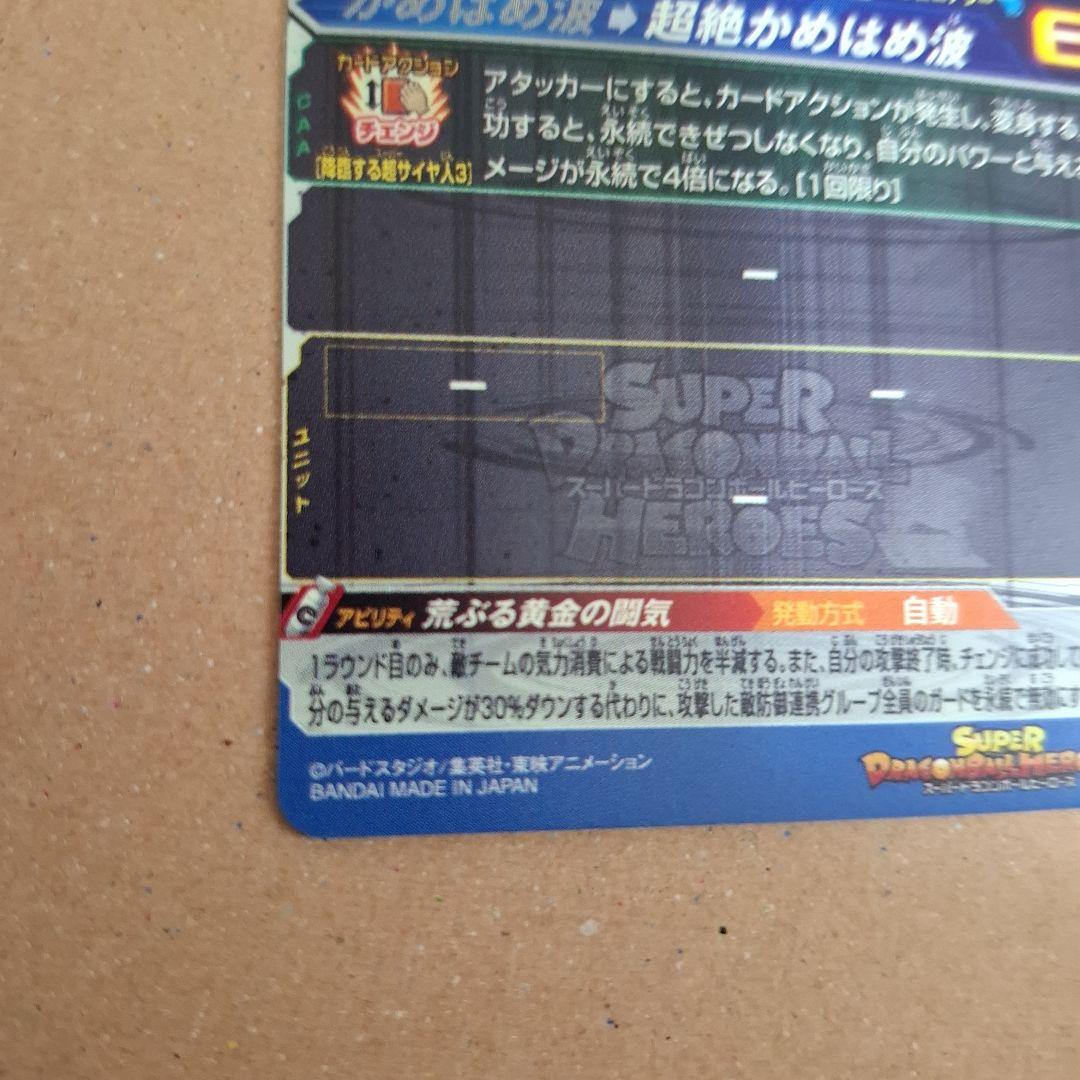 かめはめ波➡超絶かめはめ波
カードアクション
チェンジ
[降臨する超サイヤ人3]
CAA
アタッカーにすると、カードアクションが発生し、変身する
功すると、永続できぜつしなくなり、自分のパワーと与える
メージが永続で4倍になる。[1回限り]
ー
ー
ー
ー
ユニット
SUPER
DRAGONBALL
スーパードラゴンボールヒーローズ
HEROES
アビリティ 荒ぶる黄金の闘気 発動方式 自動
1ラウンド目のみ、敵チームの気力消費による戦闘力を半減する。また、自分の攻撃終了時、チェンジに成功して
分の与えるダメージが30%ダウンする代わりに、攻撃した敵防御連携グループ全員のガードを永続で無効にす
©バードスタジオ/集英社・東映アニメーション
BANDAI MADE IN JAPAN
SUPER
DRAGONBALL HERO
スーパードラゴンボールヒーローズ